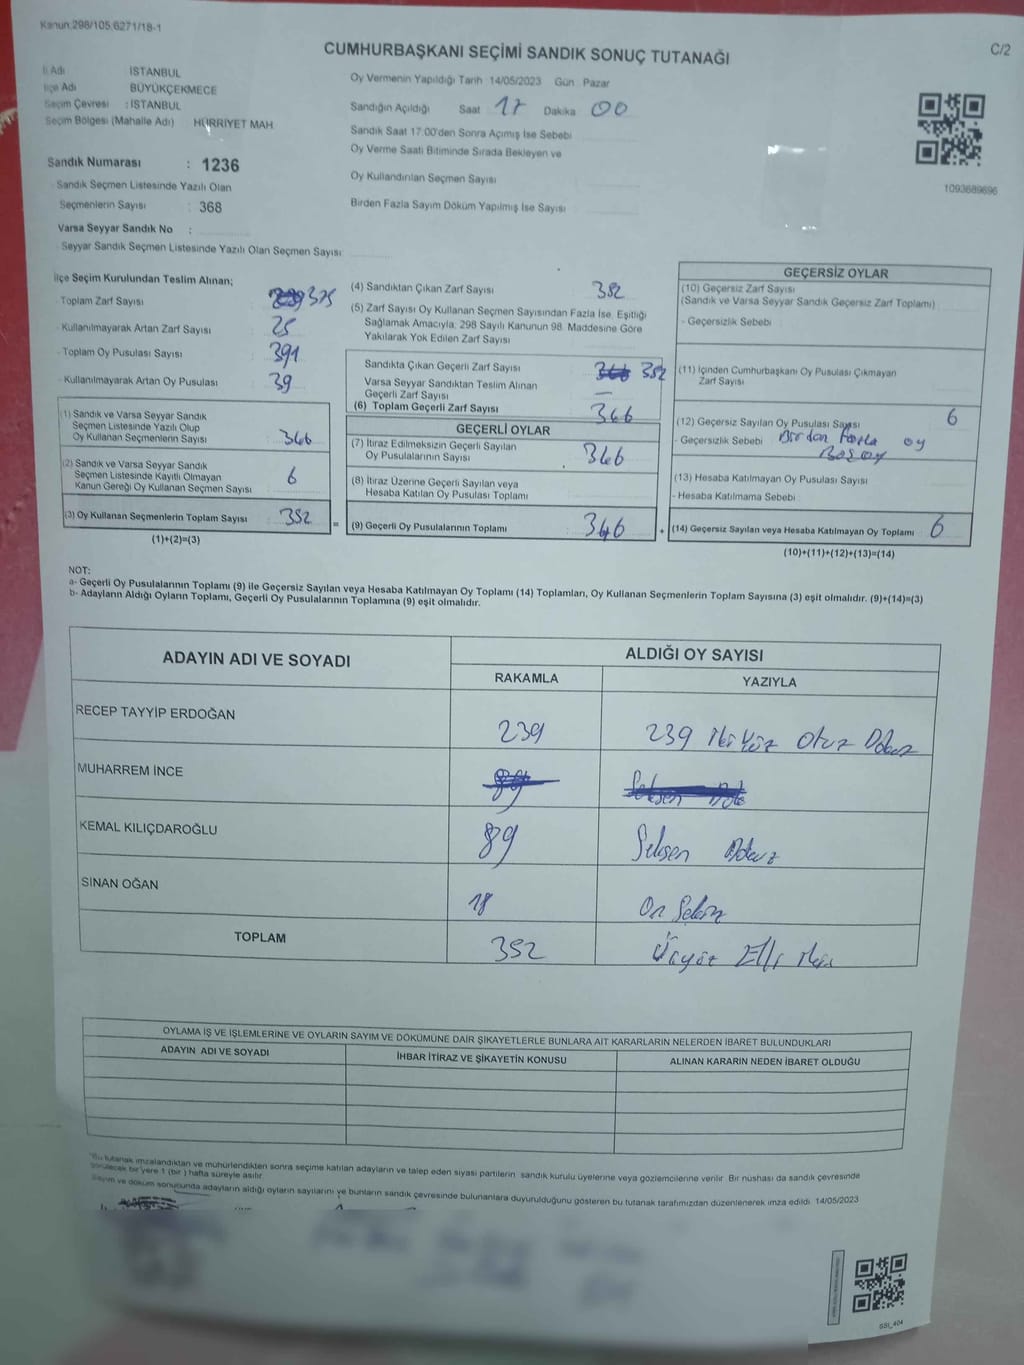 Kanun:298/105:6271/18-1
C/2
CUMHURBAŞKANI SEÇİMİ SANDIK SONUÇ TUTANAĞI
İl Adı İSTANBUL
İlçe Adı BÜYÜKÇEKMECE
Seçim Çevresi : İSTANBUL
Seçim Bölgesi (Mahalle Adı) HÜRRİYET MAH.
Oy Vermenin Yapıldığı Tarih 14/05/2023 Gün Pazar
Sandığın Açıldığı Saat 17 Dakika 00
Sandık Saat 17.00'den Sonra Açımış İse Sebebi
Oy Verme Saati Bitiminde Sırada Bekleyen ve
Oy Kullandırılan Seçmen Sayısı
Birden Fazla Sayım Döküm Yapılmış İse Sayısı
1093689696
Sandık Numarası : 1236
Sandık Seçmen Listesinde Yazılı Olan
Seçmenlerin Sayısı : 368
Varsa Seyyar Sandık No :
Seyyar Sandık Seçmen Listesinde Yazılı Olan Seçmen Sayısı:
İlçe Seçim Kurulundan Teslim Alınan;
Toplam Zarf Sayısı 375
Kullanılmayarak Artan Zarf Sayısı 25
Toplam Oy Pusulası Sayısı 391
Kullanılmayarak Artan Oy Pusulası 39
(1) Sandık ve Varsa Seyyar Sandık
Seçmen Listesinde Yazılı Olup
Oy Kullanan Seçmenlerin Sayısı 346
(2) Sandık ve Varsa Seyyar Sandık
Seçmen Listesinde Kayıtlı Olmayan
Kanun Gereği Oy Kullanan Seçmen Sayısı 6
(3) Oy Kullanan Seçmenlerin Toplam Sayısı 352 =
(1)+(2)=(3)
(4) Sandıktan Çıkan Zarf Sayısı 352
(5) Zarf Sayısı Oy Kullanan Seçmen Sayısından Fazla İse, Eşitliği
Sağlamak Amacıyla, 298 Sayılı Kanunun 98. Maddesine Göre
Yakılarak Yok Edilen Zarf Sayısı
Sandıkta Çıkan Geçerli Zarf Sayısı 346 352
Varsa Seyyar Sandıktan Teslim Alınan
Geçerli Zarf Sayısı –
(6) Toplam Geçerli Zarf Sayısı 346
GEÇERLİ OYLAR
(7) İtiraz Edilmeksizin Geçerli Sayılan
Oy Pusulalarının Sayısı 346
(8) İtiraz Üzerine Geçerli Sayılan veya
Hesaba Katılan Oy Pusulası Toplamı
(9) Geçerli Oy Pusulalarının Toplamı 346 +
GEÇERSİZ OYLAR
(10) Geçersiz Zarf Sayısı
(Sandık ve Varsa Seyyar Sandık Geçersiz Zarf Toplamı)
- Geçersizlik Sebebi
(11) İçinden Cumhurbaşkanı Oy Pusulası Çıkmayan
Zarf Sayısı
(12) Geçersiz Sayılan Oy Pusulası Sayısı 6
- Geçersizlik Sebebi Birden Fazla oy
Boş oy
(13) Hesaba Katılmayan Oy Pusulası Sayısı
- Hesaba Katılmama Sebebi
(14) Geçersiz Sayılan veya Hesaba Katılmayan Oy Toplamı 6
(10)+(11)+(12)+(13)=(14)
NOT:
a- Geçerli Oy Pusulalarının Toplamı (9) ile Geçersiz Sayılan veya Hesaba Katılmayan Oy Toplamı (14) Toplamları, Oy Kullanan Seçmenlerin Toplam Sayısına (3) eşit olmalıdır. (9)+(14)=(3)
b- Adayların Aldığı Oyların Toplamı, Geçerli Oy Pusulalarının Toplamına (9) eşit olmalıdır.
ADAYIN ADI VE SOYADI
ALDIĞI OY SAYISI
RAKAMLA YAZIYLA
RECEP TAYYİP ERDOĞAN 239 239 İki Yüz Otuz Dokuz
MUHARREM İNCE 89
KEMAL KILIÇDAROĞLU 89 Seksen Dokuz
SİNAN OĞAN 18 On Sekiz
TOPLAM 352 Üçyüz Elli İki
OYLAMA İŞ VE İŞLEMLERİNE VE OYLARIN SAYIM VE DÖKÜMÜNE DAİR ŞİKAYETLERLE BUNLARA AİT KARARLARIN NELERDEN İBARET BULUNDUKLARI
ADAYIN ADI VE SOYADI İHBAR İTİRAZ VE ŞİKAYETİN KONUSU ALINAN KARARIN NEDEN İBARET OLDUĞU
*Bu tutanak imzalandıktan ve mühürlendikten sonra seçime katılan adayların ve talep eden siyasi partilerin sandık kurulu üyelerine veya gözlemcilerine verilir. Bir nüshası da sandık çevresinde
görülecek bir yere 1 (bir) hafta süreyle asılır.
Sayım ve döküm sonucunda adayların aldığı oyların sayılarını ve bunların sandık çevresinde bulunanlara duyurulduğunu gösteren bu tutanak tarafımızdan düzenlenerek imza edildi. 14/05/2023
SSI_404